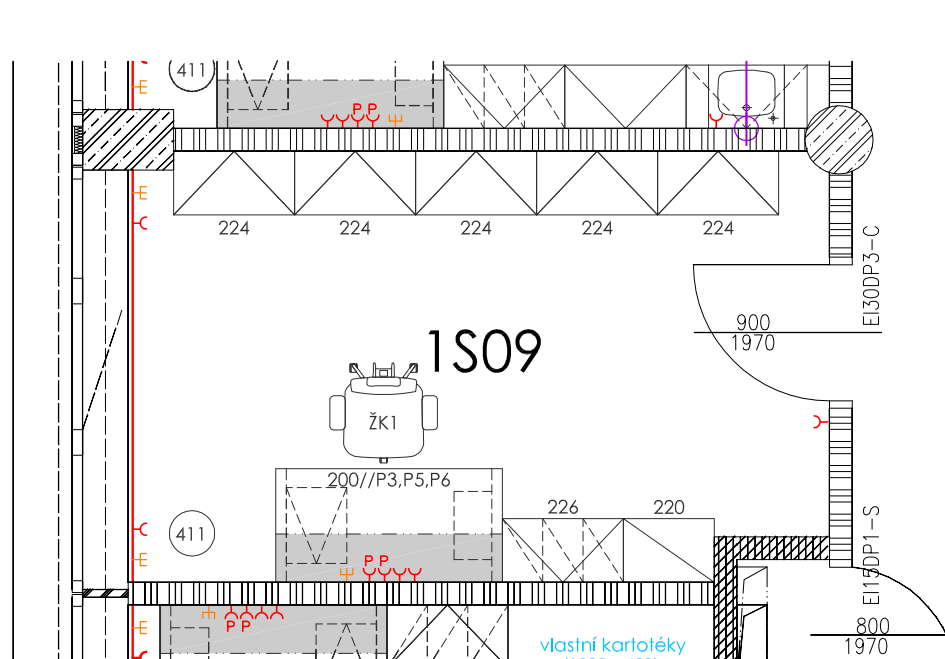 411
P P
224 224 224 224 224
EI30DP3-C
900
1970
1S09
ŽK1
200//P3,P5,P6
226 220
411
P P
EI15DP1-S
P P
800
1970
vlastní kartotéky